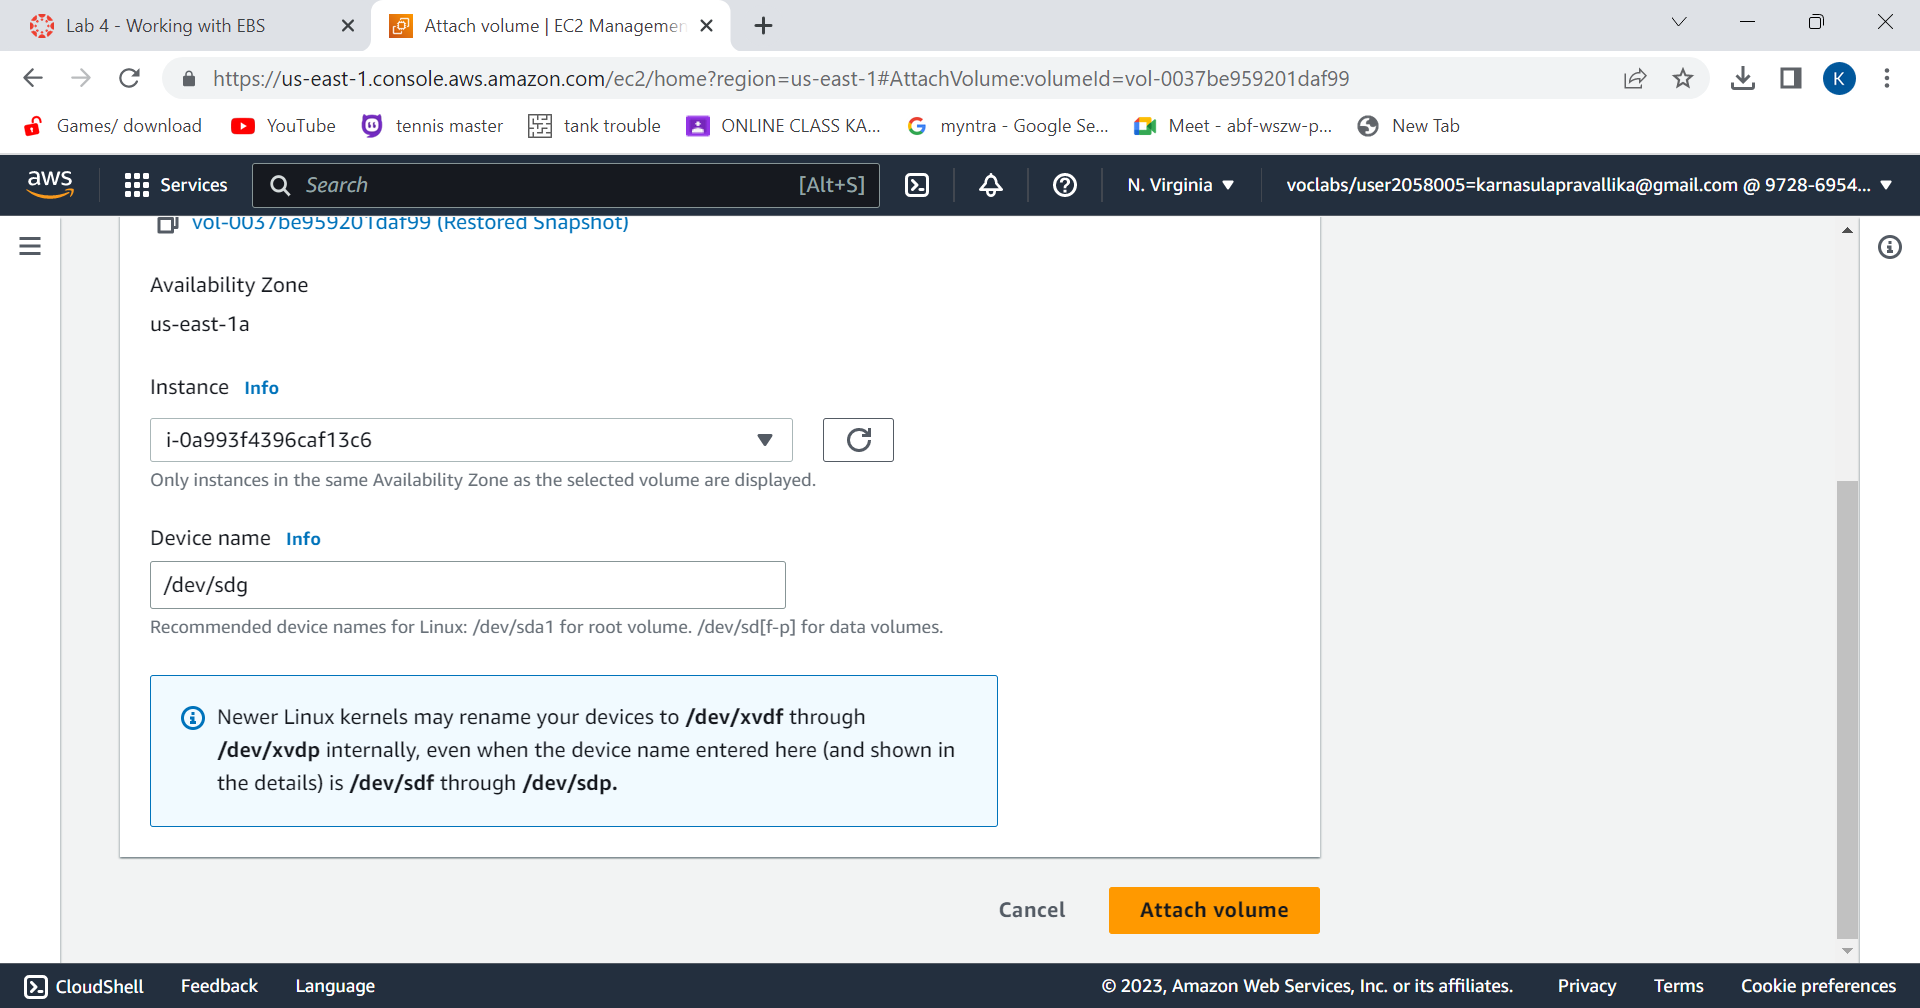 Lab 4 - Working with EBS
Attach volume | EC2 Managemen
https://us-east-1.console.aws.amazon.com/ec2/home?region=us-east-1#AttachVolume:volumeId=vol-0037be959201daf99
K
Games/ download
YouTube
tennis master
tank trouble
ONLINE CLASS KA...
myntra - Google Se...
Meet - abf-wszw-p...
New Tab
aws
Services
Search
[Alt+S]
N. Virginia
voclabs/user2058005=karnasulapravallika@gmail.com @ 9728-6954...
vol-0037be959201daf99 (Restored Snapshot)
Availability Zone
us-east-1a
Instance Info
i-0a993f4396caf13c6
Only instances in the same Availability Zone as the selected volume are displayed.
Device name Info
/dev/sdg
Recommended device names for Linux: /dev/sda1 for root volume. /dev/sd[f-p] for data volumes.
Newer Linux kernels may rename your devices to /dev/xvdf through
/dev/xvdp internally, even when the device name entered here (and shown in
the details) is /dev/sdf through /dev/sdp.
Cancel
Attach volume
CloudShell
Feedback
Language
© 2023, Amazon Web Services, Inc. or its affiliates.
Privacy
Terms
Cookie preferences